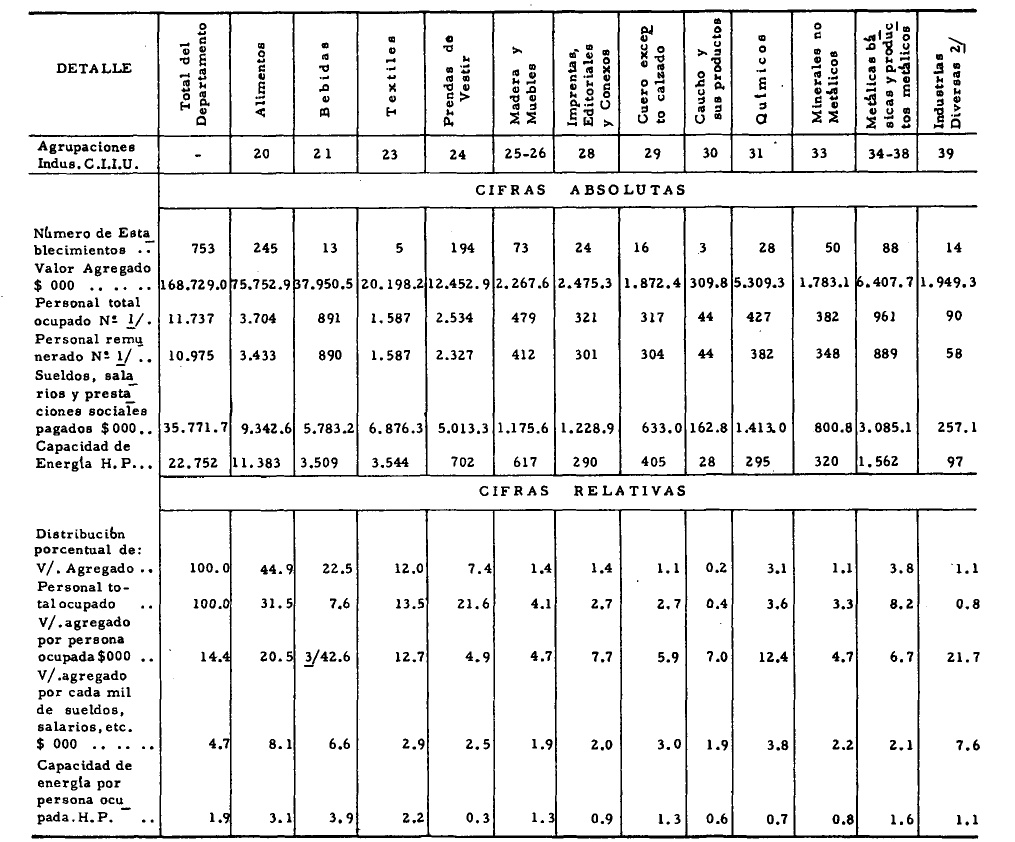 DETALLE | Total del Departamento | Alimentos | Bebidas | Textiles | Prendas de Vestir | Madera y Muebles | Imprentas, Editoriales y Conexos | Cuero excep to calzado | Caucho y sus productos | Químicos | Minerales no Metálicos | Metálicas bá sicas y produc tos metálicos | Industrias Diversas 2/
Agrupaciones
Indus. C.I.I.U. - 20 21 23 24 25-26 28 29 30 31 33 34-38 39
CIFRAS ABSOLUTAS
Número de Esta
blecimientos .. 753 245 13 5 194 73 24 16 3 28 50 88 14
Valor Agregado
$ 000 .. .. .. 168.729.0 75.752.9 37.950.5 20.198.2 12.452.9 2.267.6 2.475.3 1.872.4 309.8 5.309.3 1.783.1 6.407.7 1.949.3
Personal total
ocupado Nº 1/. 11.737 3.704 891 1.587 2.534 479 321 317 44 427 382 961 90
Personal remu
nerado Nº 1/ .. 10.975 3.433 890 1.587 2.327 412 301 304 44 382 348 889 58
Sueldos, sala
rios y presta
ciones sociales
pagados $000.. 35.771.7 9.342.6 5.783.2 6.876.3 5.013.3 1.175.6 1.228.9 633.0 162.8 1.413.0 800.8 3.085.1 257.1
Capacidad de
Energía H.P... 22.752 11.383 3.509 3.544 702 617 290 405 28 295 320 1.562 97
CIFRAS RELATIVAS
Distribución
porcentual de:
V/. Agregado .. 100.0 44.9 22.5 12.0 7.4 1.4 1.4 1.1 0.2 3.1 1.1 3.8 1.1
Personal to-
tal ocupado .. 100.0 31.5 7.6 13.5 21.6 4.1 2.7 2.7 0.4 3.6 3.3 8.2 0.8
V/. agregado
por persona
ocupada $000 .. 14.4 20.5 3/42.6 12.7 4.9 4.7 7.7 5.9 7.0 12.4 4.7 6.7 21.7
V/.agregado
por cada mil
de sueldos,
salarios, etc.
$ 000 .. .. .. 4.7 8.1 6.6 2.9 2.5 1.9 2.0 3.0 1.9 3.8 2.2 2.1 7.6
Capacidad de
energía por
persona ocu
pada. H.P. .. 1.9 3.1 3.9 2.2 0.3 1.3 0.9 1.3 0.6 0.7 0.8 1.6 1.1